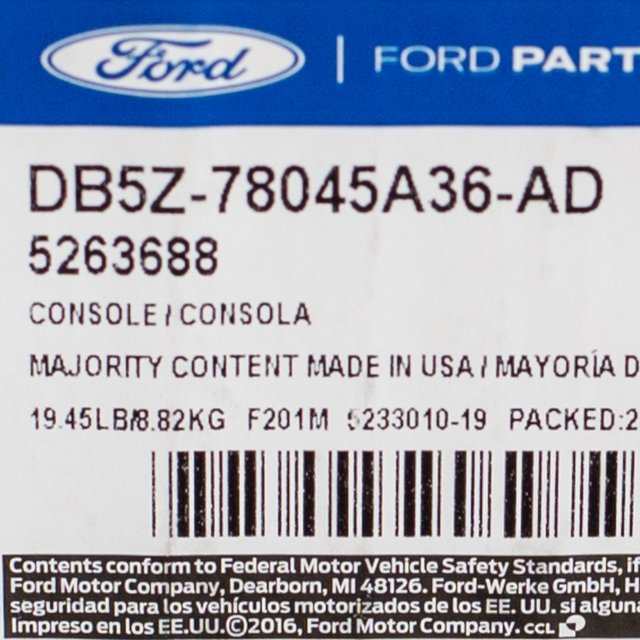 Ford | FORD PART
DB5Z-78045A36-AD
5263688
CONSOLE / CONSOLA
MAJORITY CONTENT MADE IN USA / MAYORÍA D
19.45LB/8.82KG F201M 5233010-19 PACKED:2
Contents conform to Federal Motor Vehicle Safety Standards, if
Ford Motor Company, Dearborn, MI 48126. Ford-Werke GmbH, H
seguridad para los vehículos motorizados de los EE. UU. si alguna
Impreso en los EE.UU.©2016, Ford Motor Company. CCL